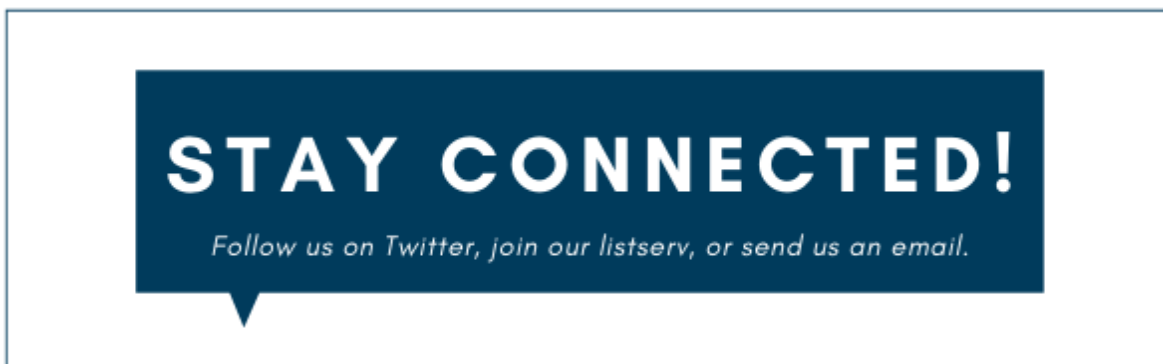 STAY CONNECTED!
Follow us on Twitter, join our listserv, or send us an email.